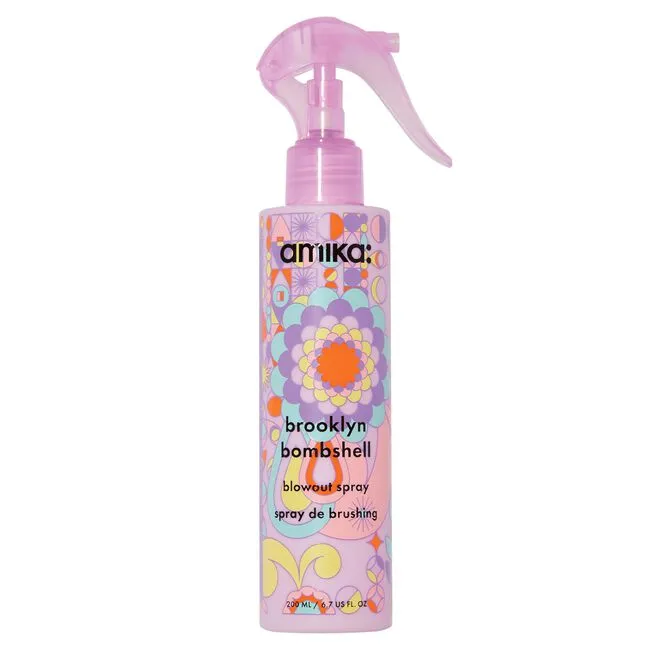 amika:
brooklyn
bombshell
blowout spray
spray de brushing
200 ML / 6.7 US FL. OZ